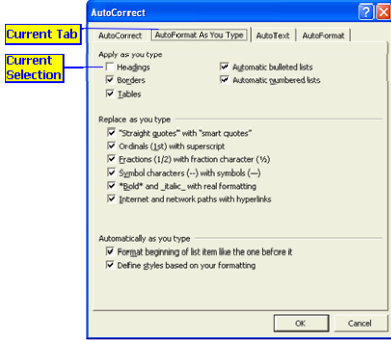 AutoCorrect
Current Tab
AutoCorrect AutoFormat As You Type AutoText AutoFormat
Apply as you type
Current
Selection
Headings Automatic bulleted lists
Borders Automatic numbered lists
Tables
Replace as you type
"Straight quotes" with "smart quotes"
Ordinals (1st) with superscript
Fractions (1/2) with fraction character (½)
Symbol characters (--) with symbols (—)
*Bold* and _italic_ with real formatting
Internet and network paths with hyperlinks
Automatically as you type
Format beginning of list item like the one before it
Define styles based on your formatting
OK Cancel